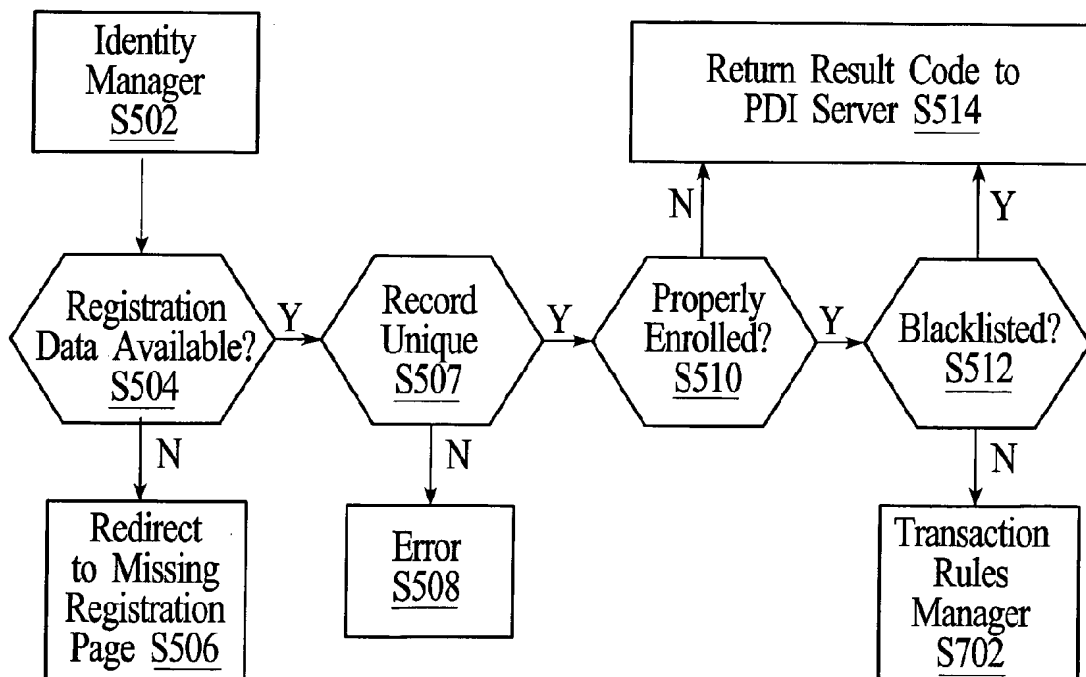 Identity
Manager
S502
Return Result Code to
PDI Server S514
N
Y
Registration
Data Available?
S504
Y
Record
Unique
S507
Y
Properly
Enrolled?
S510
Y
Blacklisted?
S512
N
N
N
Redirect
to Missing
Registration
Page S506
Error
S508
Transaction
Rules
Manager
S702